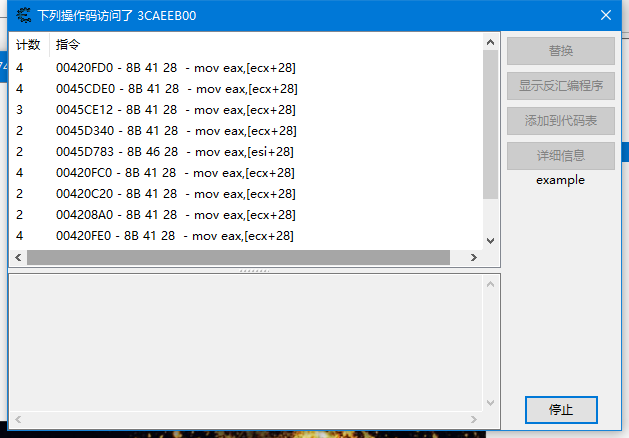 下列操作码访问了 3CAEEB00
计数 指令
4 00420FD0 - 8B 41 28 - mov eax,[ecx+28]
4 0045CDE0 - 8B 41 28 - mov eax,[ecx+28]
3 0045CE12 - 8B 41 28 - mov eax,[ecx+28]
2 0045D340 - 8B 41 28 - mov eax,[ecx+28]
2 0045D783 - 8B 46 28 - mov eax,[esi+28]
4 00420FC0 - 8B 41 28 - mov eax,[ecx+28]
2 00420C20 - 8B 41 28 - mov eax,[ecx+28]
2 004208A0 - 8B 41 28 - mov eax,[ecx+28]
4 00420FE0 - 8B 41 28 - mov eax,[ecx+28]
替换
显示反汇编程序
添加到代码表
详细信息
example
停止